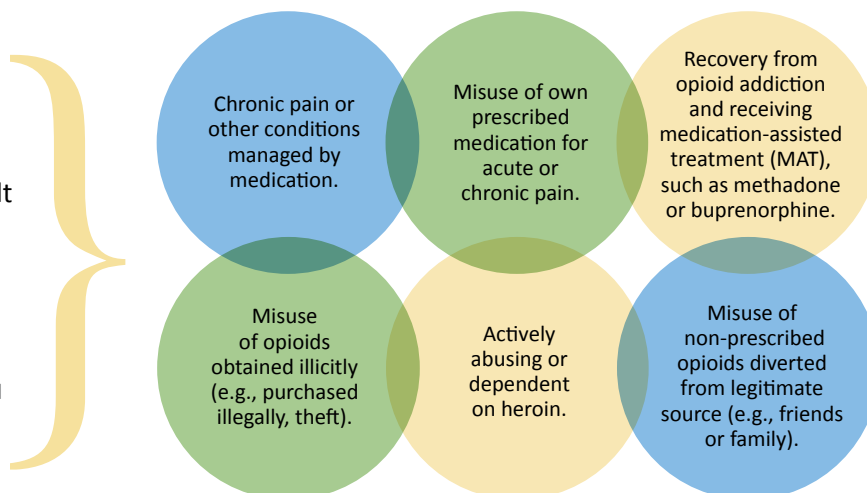 Chronic pain or
other conditions
managed by
medication.
Misuse of own
prescribed
medication for
acute or
chronic pain.
Recovery from
opioid addiction
and receiving
medication-assisted
treatment (MAT),
such as methadone
or buprenorphine.
Misuse
of opioids
obtained illicitly
(e.g., purchased
illegally, theft).
Actively
abusing or
dependent
on heroin.
Misuse of
non-prescribed
opioids diverted
from legitimate
source (e.g., friends
or family).